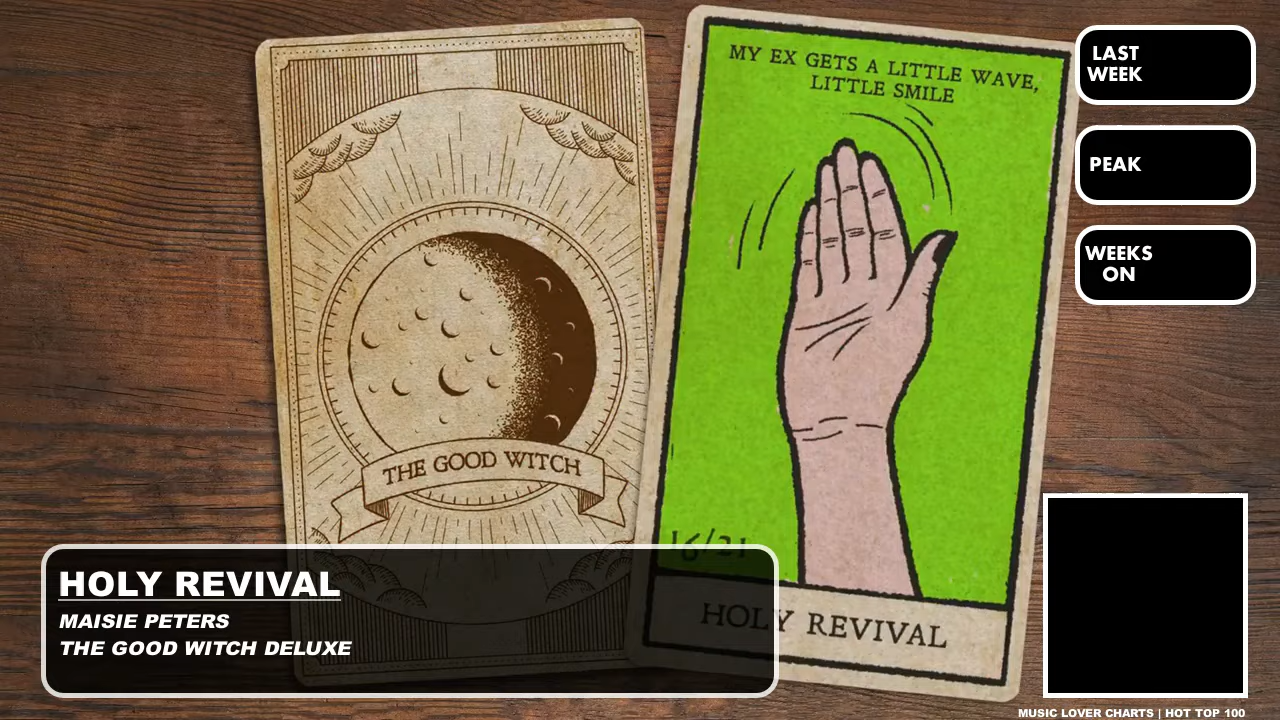 MY EX GETS A LITTLE WAVE,
LITTLE SMILE
THE GOOD WITCH
16/21
HOLY REVIVAL
LAST
WEEK
PEAK
WEEKS
ON
HOLY REVIVAL
MAISIE PETERS
THE GOOD WITCH DELUXE
MUSIC LOVER CHARTS | HOT TOP 100